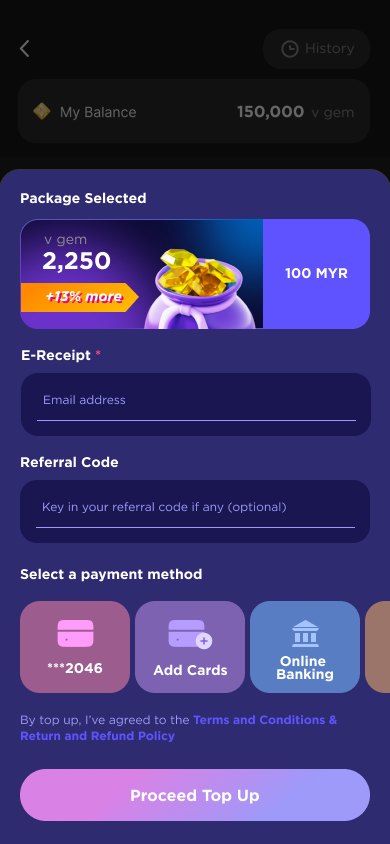 History
My Balance 150,000 v gem
Package Selected
v gem
2,250
+13% more
100 MYR
E-Receipt *
Email address
Referral Code
Key in your referral code if any (optional)
Select a payment method
***2046
Add Cards
Online
Banking
By top up, I've agreed to the Terms and Conditions &
Return and Refund Policy
Proceed Top Up